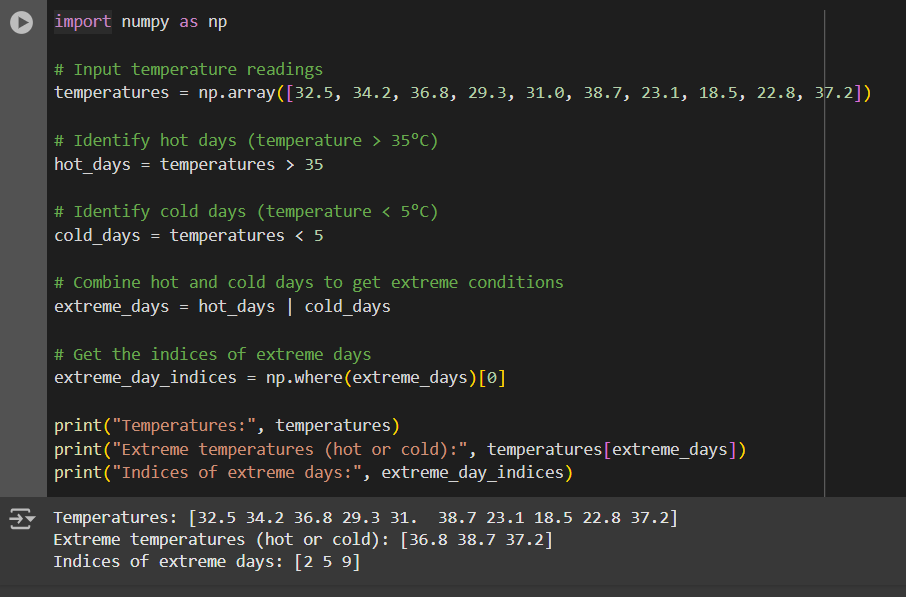 import numpy as np
# Input temperature readings
temperatures = np.array([32.5, 34.2, 36.8, 29.3, 31.0, 38.7, 23.1, 18.5, 22.8, 37.2])
# Identify hot days (temperature > 35°C)
hot_days = temperatures > 35
# Identify cold days (temperature < 5°C)
cold_days = temperatures < 5
# Combine hot and cold days to get extreme conditions
extreme_days = hot_days | cold_days
# Get the indices of extreme days
extreme_day_indices = np.where(extreme_days)[0]
print("Temperatures:", temperatures)
print("Extreme temperatures (hot or cold):", temperatures[extreme_days])
print("Indices of extreme days:", extreme_day_indices)
Temperatures: [32.5 34.2 36.8 29.3 31.  38.7 23.1 18.5 22.8 37.2]
Extreme temperatures (hot or cold): [36.8 38.7 37.2]
Indices of extreme days: [2 5 9]